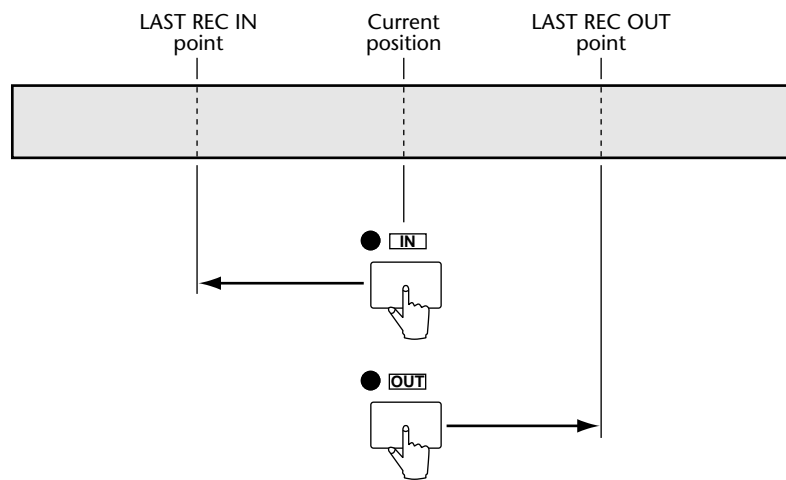 LAST REC IN
point
Current
position
LAST REC OUT
point
IN
OUT